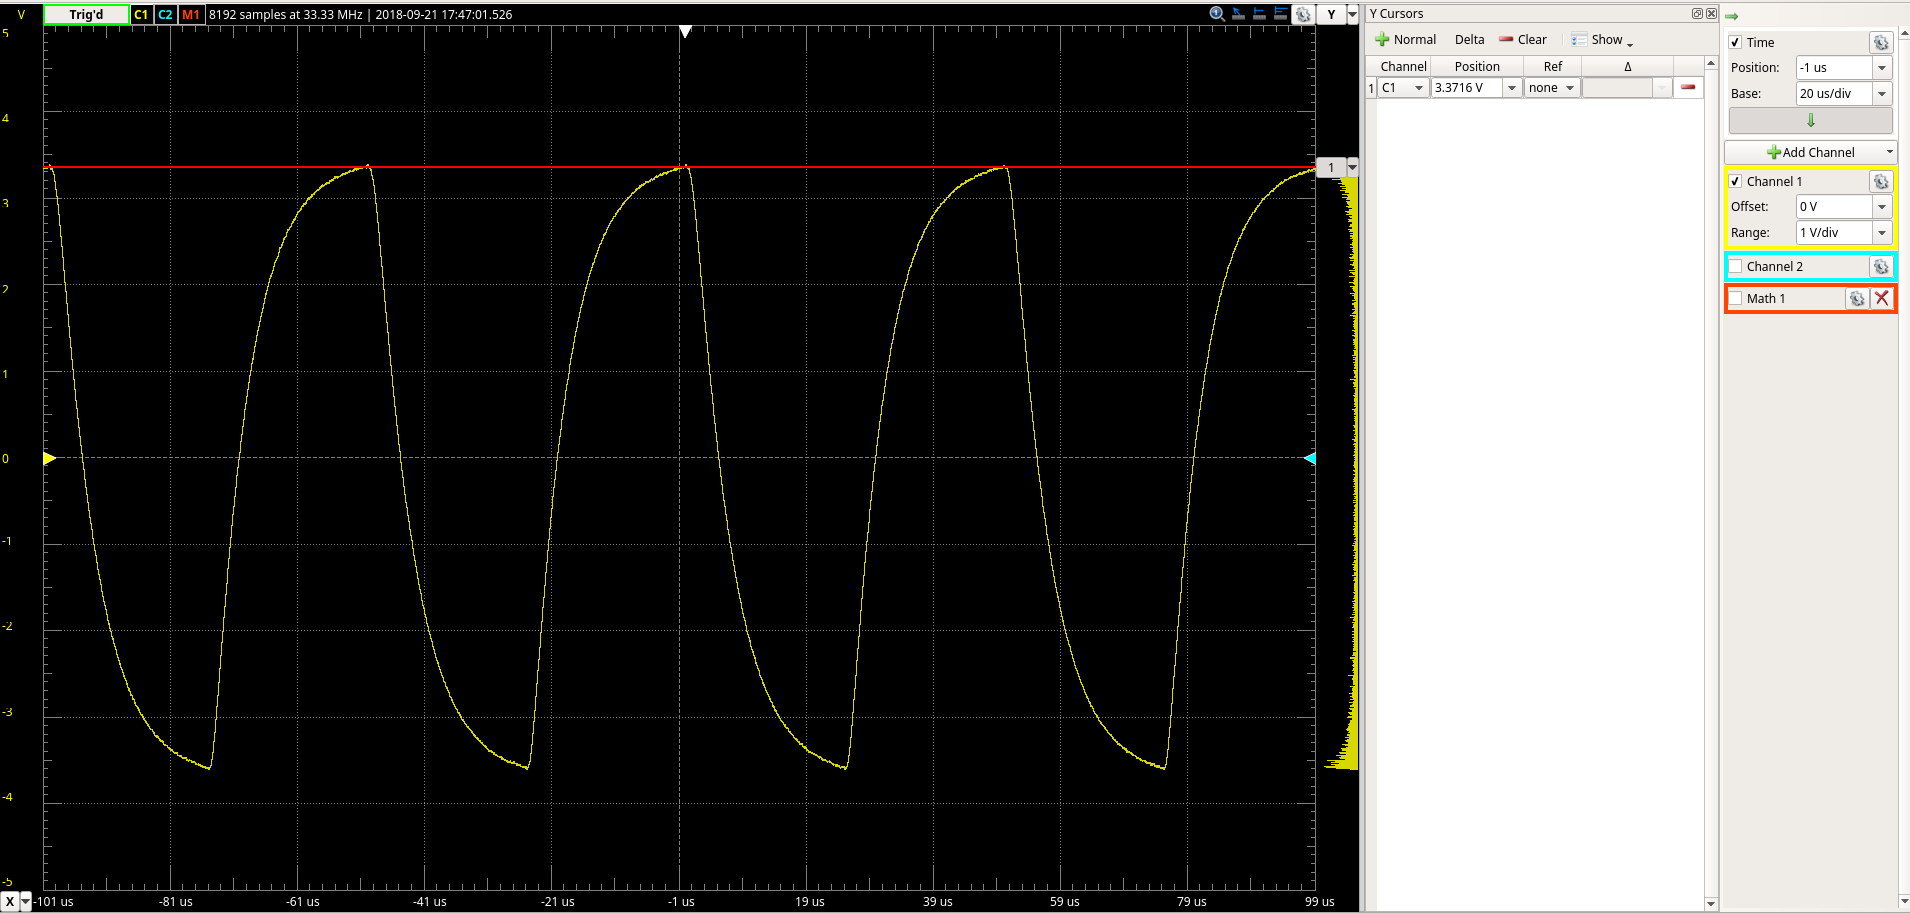 V Trig'd C1 C2 M1 8192 samples at 33.33 MHz | 2018-09-21 17:47:01.526 Y
5
4
3
2
1
0
-1
-2
-3
-4
-5
X -101 us -81 us -61 us -41 us -21 us -1 us 19 us 39 us 59 us 79 us 99 us
1
Y Cursors
Normal Delta Clear Show
Channel Position Ref Δ
1 C1 3.3716 V none
Time
Position: -1 us
Base: 20 us/div
Add Channel
Channel 1
Offset: 0 V
Range: 1 V/div
Channel 2
Math 1